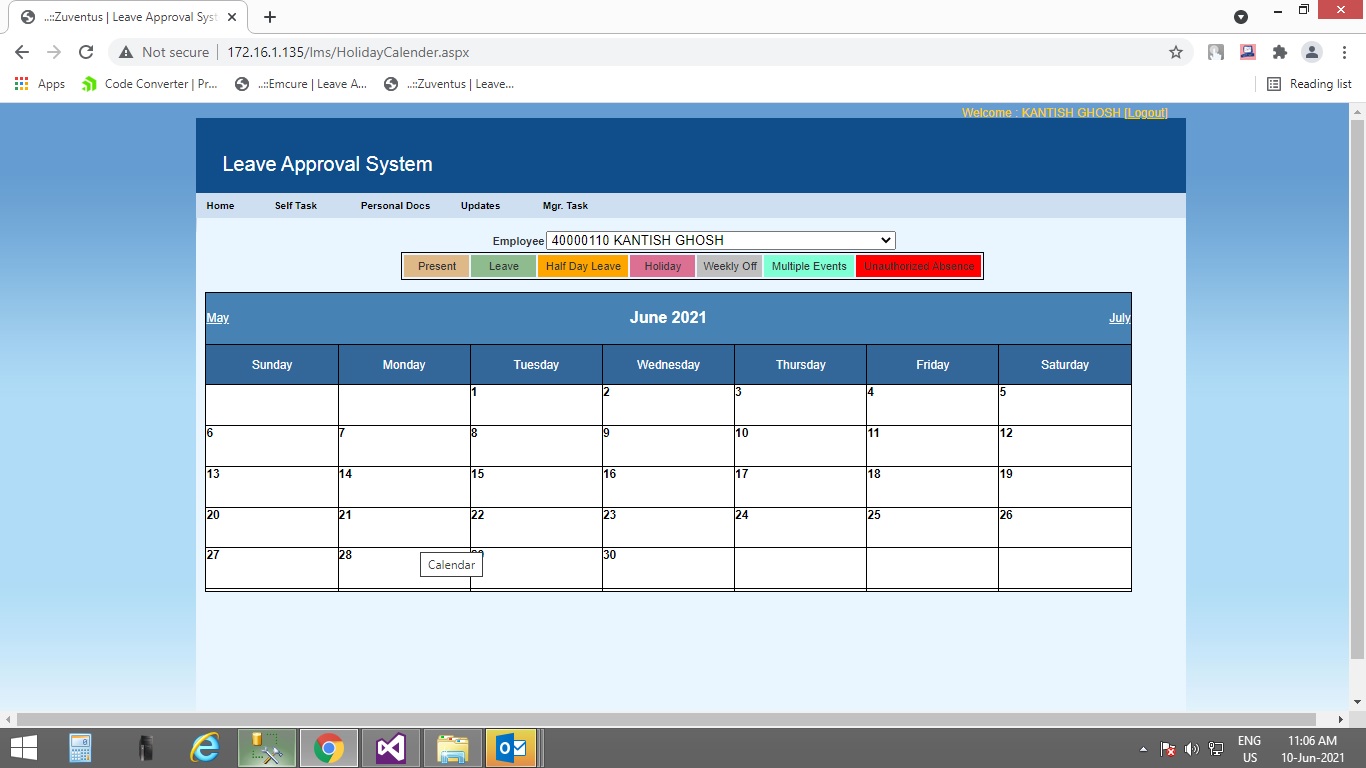 ..::Zuventus | Leave Approval Syst
Not secure
172.16.1.135/lms/HolidayCalender.aspx
Apps
Code Converter | Pr...
..::Emcure | Leave A...
..::Zuventus | Leave...
Reading list
Welcome : KANTISH GHOSH [Logout]
Leave Approval System
Home Self Task Personal Docs Updates Mgr. Task
Employee 40000110 KANTISH GHOSH
Present Leave Half Day Leave Holiday Weekly Off Multiple Events Unauthorized Absence
May June 2021 July
Sunday Monday Tuesday Wednesday Thursday Friday Saturday
1 2 3 4 5
6 7 8 9 10 11 12
13 14 15 16 17 18 19
20 21 22 23 24 25 26
27 28 30
Calendar
ENG 11:06 AM
US 10-Jun-2021